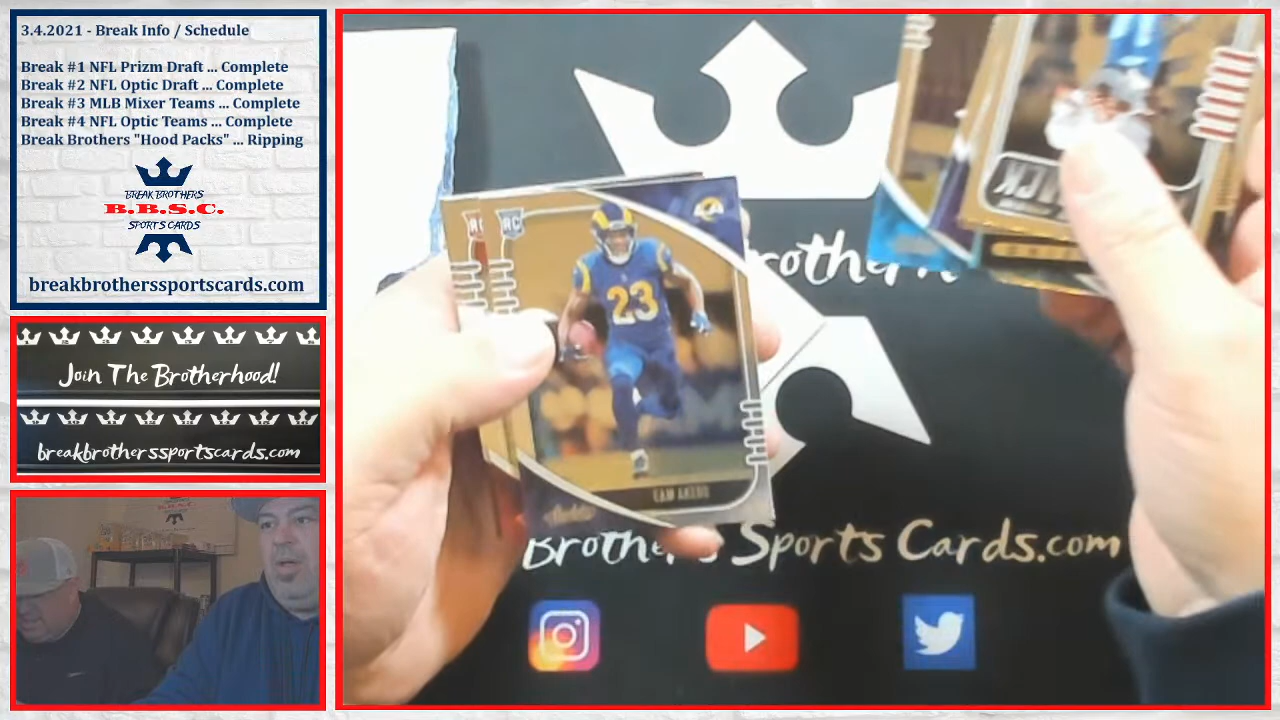 3.4.2021 - Break Info / Schedule
Break #1 NFL Prizm Draft ... Complete
Break #2 NFL Optic Draft ... Complete
Break #3 MLB Mixer Teams ... Complete
Break #4 NFL Optic Teams ... Complete
Break Brothers "Hood Packs" ... Ripping
BREAK BROTHERS
B.B.S.C.
SPORTS CARDS
breakbrotherssportscards.com
Join The Brotherhood!
breakbrotherssportscards.com
RC
23
CAM AKERS
Brothers Sports Cards.com